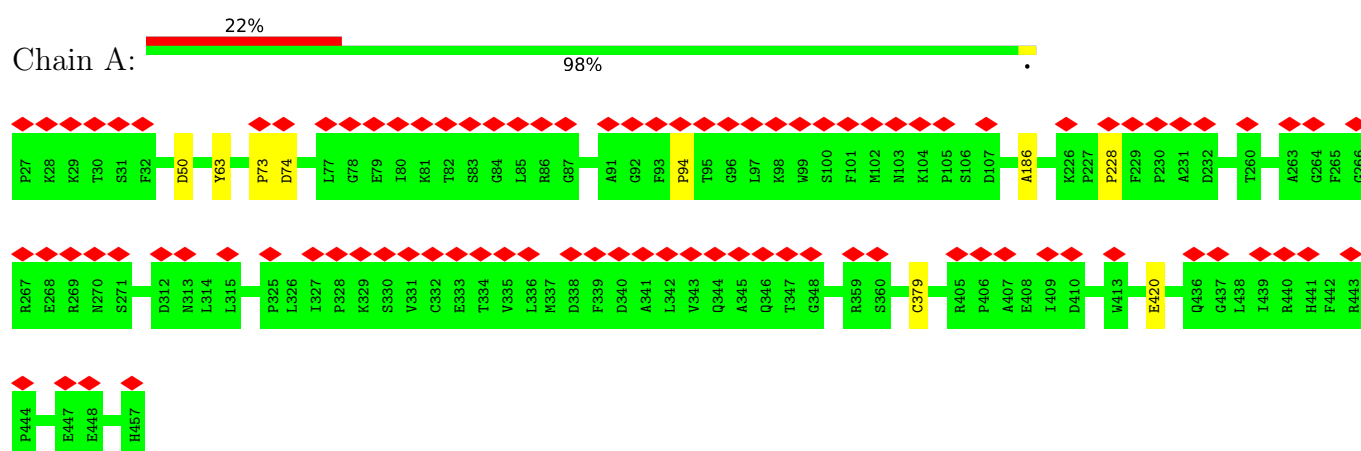 22%
Chain A:
98% .
P27 K28 K29 T30 S31 F32 D50 Y63 P73 D74 L77 G78 E79 I80 K81 T82 S83 G84 L85 R86 G87 A91 G92 F93 P94 T95 G96 L97 K98 W99 S100 F101 M102 N103 K104 P105 S106 D107 A186 K226 P227 P228 F229 P230 A231 D232 T260 A263 G264 F265 G266
R267 E268 R269 N270 S271 D312 N313 L314 L315 P325 L326 I327 P328 K329 S330 V331 C332 E333 T334 V335 L336 M337 D338 F339 D340 A341 L342 V343 Q344 A345 Q346 T347 G348 R359 S360 C379 R405 P406 A407 E408 I409 D410 W413 E420 Q436 G437 L438 I439 R440 H441 F442 R443
P444 E447 E448 H457